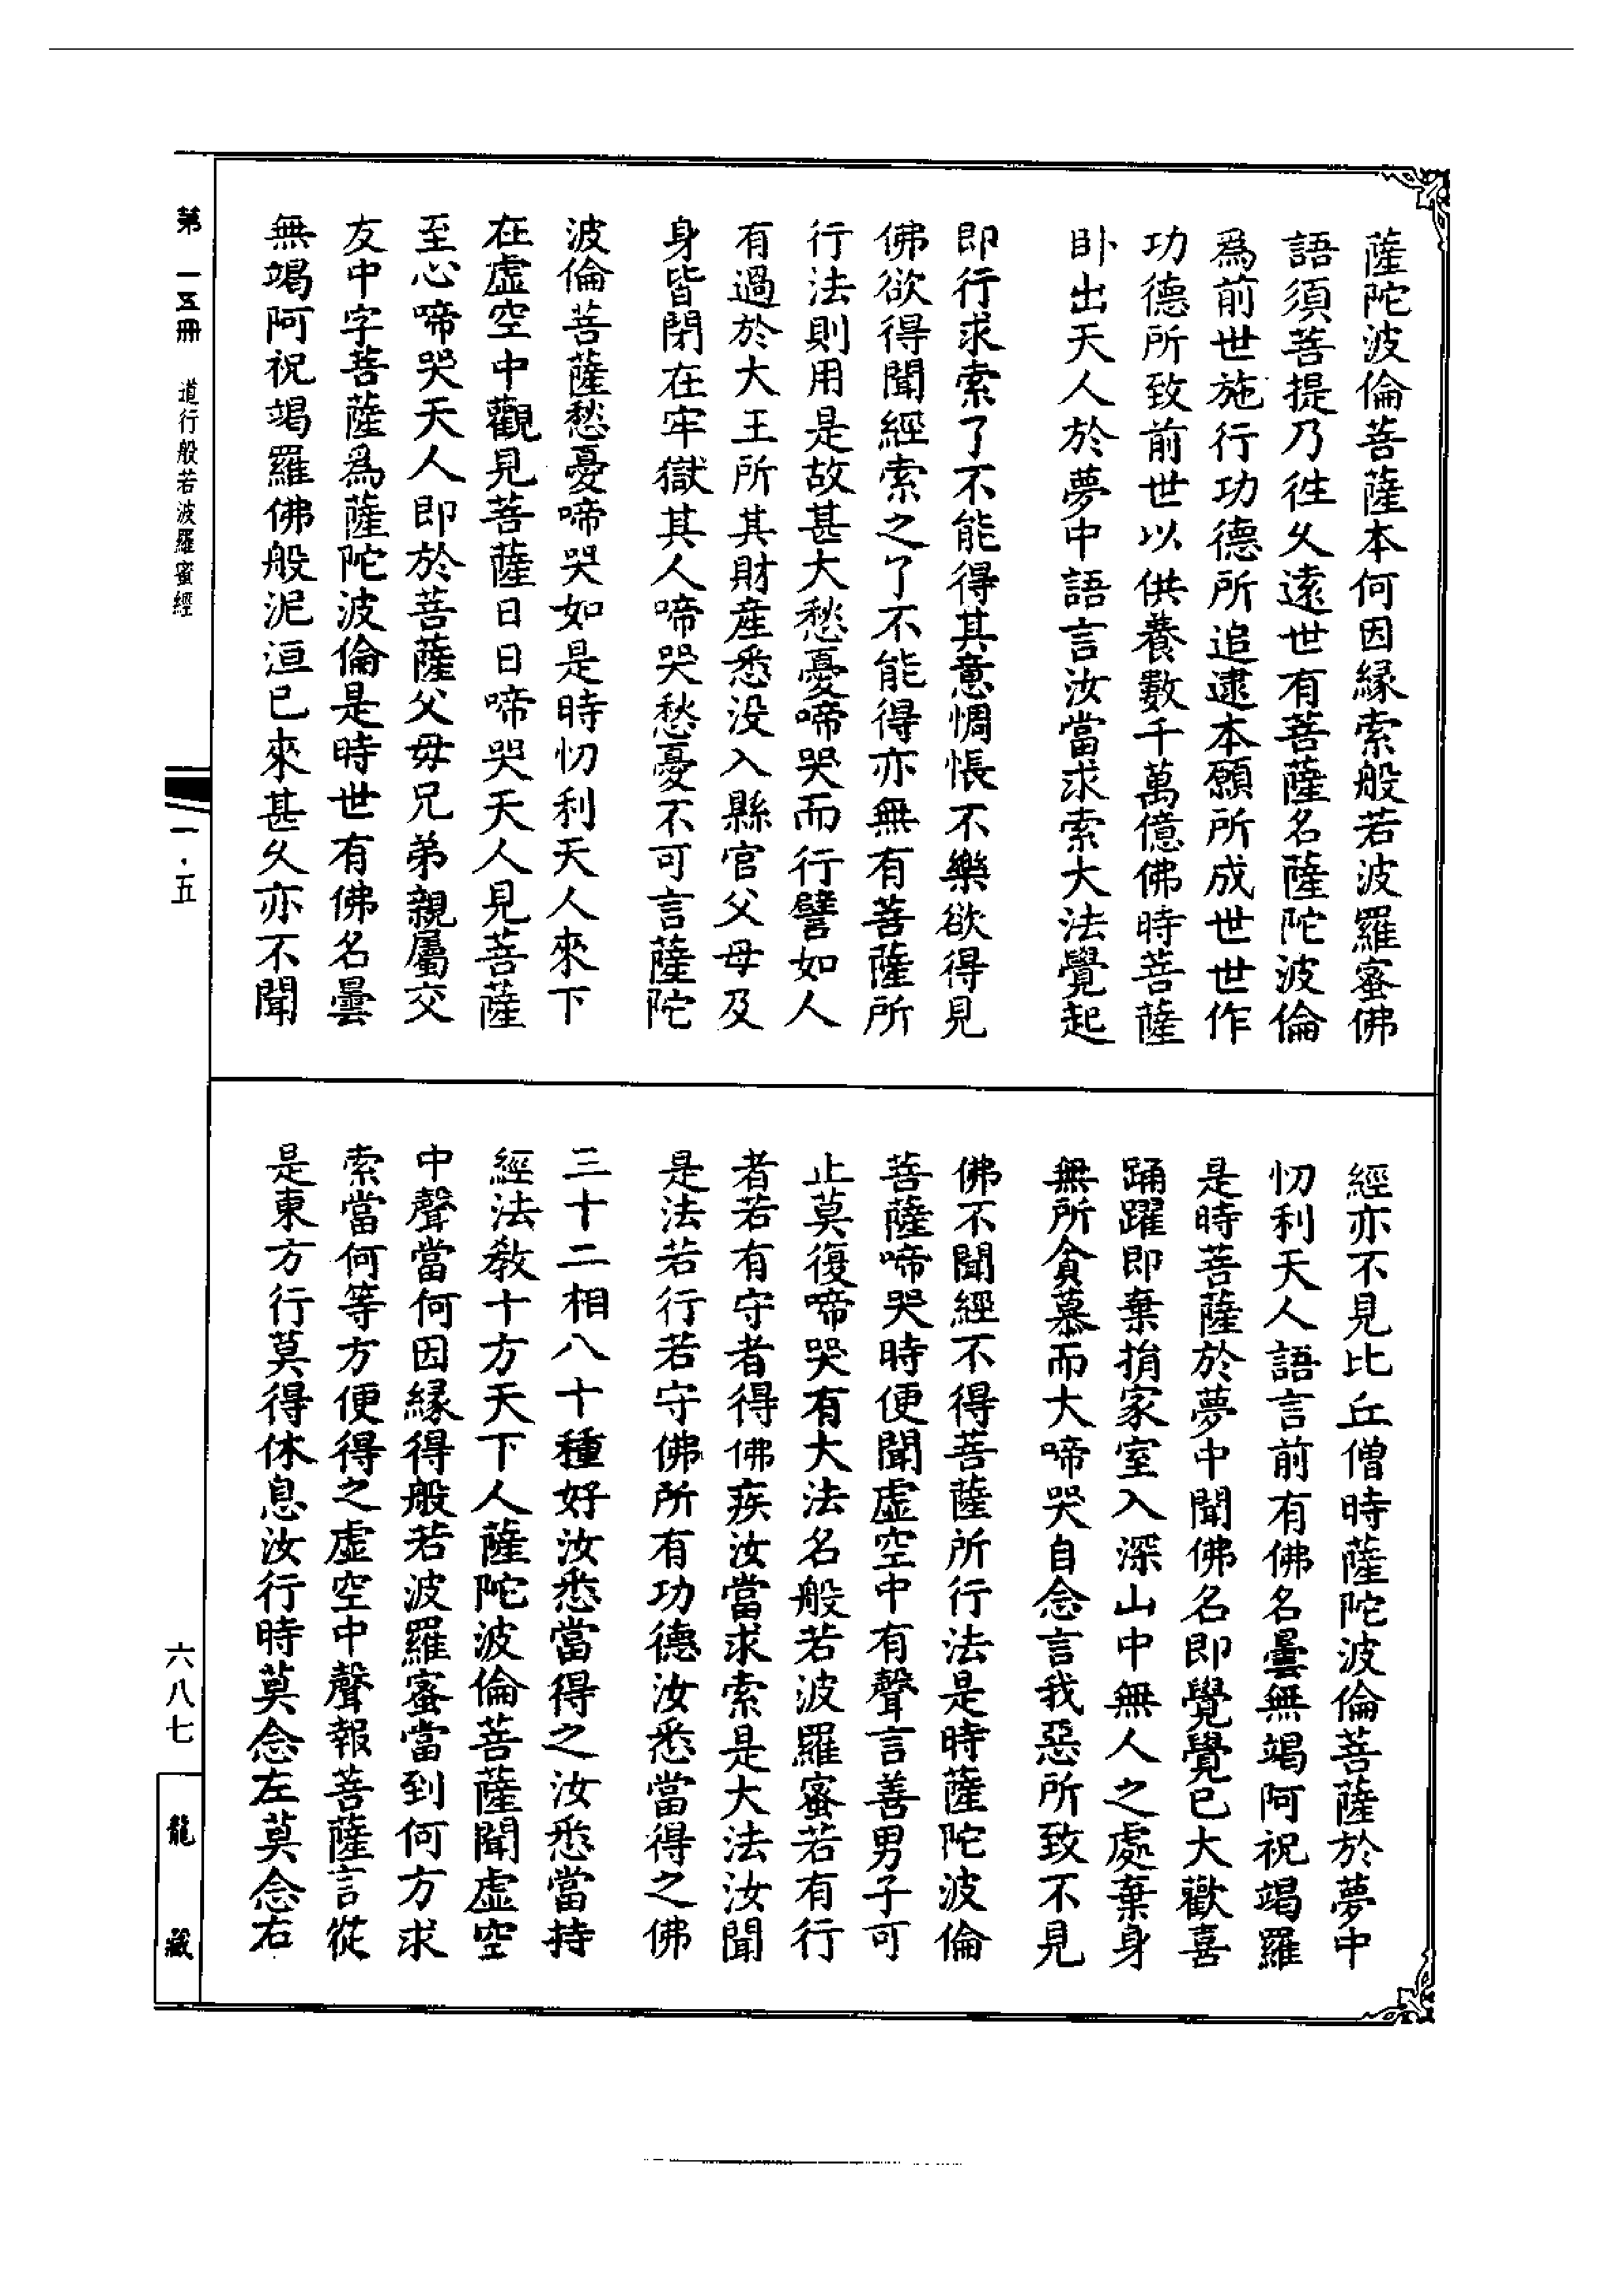 薩陀波倫菩薩本何因緣索般若波羅蜜佛
語須菩提乃徃乆遠世有菩薩名薩陀波倫
爲前世施行功德所追逮本願所成世世作
功德所致前世以供養數千萬億佛時菩薩
卧出天人於夢中語言汝當求索大法覺起
即行求索了不能得其意惆悵不樂欲得見
佛欲得聞經索之了不能得亦無有菩薩所
行法則用是故甚大愁憂啼哭而行譬如人
有過於大王所其財產悉没入縣官父母及
身皆閉在牢獄其人啼哭愁憂不可言薩陀
波倫菩薩愁憂啼哭如是時忉利天人來下
在虛空中觀見菩薩日日啼哭天人見菩薩
至心啼哭天人即於菩薩父母兄弟親屬交
友中字菩薩爲薩陀波倫是時世有佛名曇
無竭阿祝竭羅佛般泥洹已來甚乆亦不聞
經亦不見比丘僧時薩陀波倫菩薩於夢中
忉利天人語言前有佛名曇無竭阿祝竭羅
是時菩薩於夢中聞佛名即覺覺已大歡喜
踊躍即棄捐家室入深山中無人之處棄身
無所貪慕而大啼哭自念言我惡所致不見
佛不聞經不得菩薩所行法是時薩陀波倫
菩薩啼哭時便聞虛空中有聲言善男子可
止莫復啼哭有大法名般若波羅蜜若有行
者若有守者得佛疾汝當求索是大法汝聞
是法若行若守佛所有功德汝悉當得之佛
三十二相八十種好汝悉當得之汝悉當持
經法教十方天下人薩陀波倫菩薩聞虛空
中聲當何因緣得般若波羅蜜當到何方求
索當何等方便得之虛空中聲報菩薩言從
是東方行莫得休息汝行時莫念左莫念右
第一五冊 道行般若波羅蜜經
一·五
六八七
龍藏